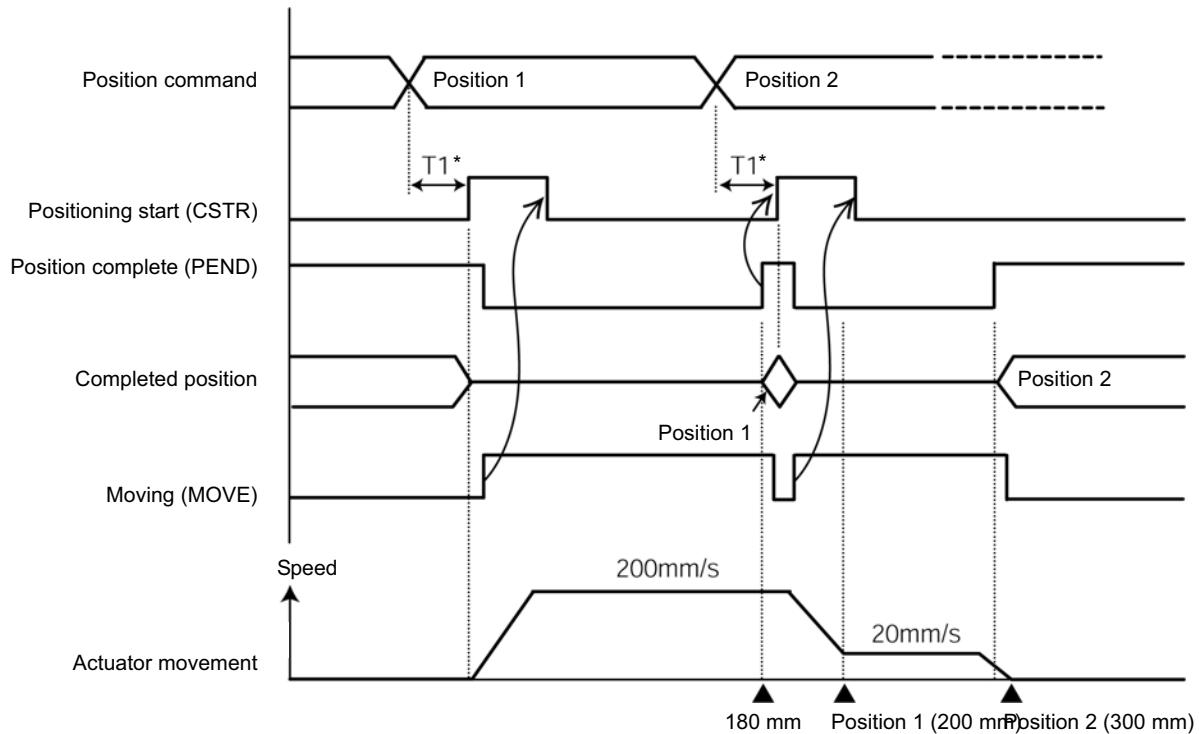 Position command
Position 1
Position 2
T1*
T1*
Positioning start (CSTR)
Position complete (PEND)
Completed position
Position 2
Position 1
Moving (MOVE)
Speed
200mm/s
20mm/s
Actuator movement
180 mm
Position 1 (200 mm)
Position 2 (300 mm)